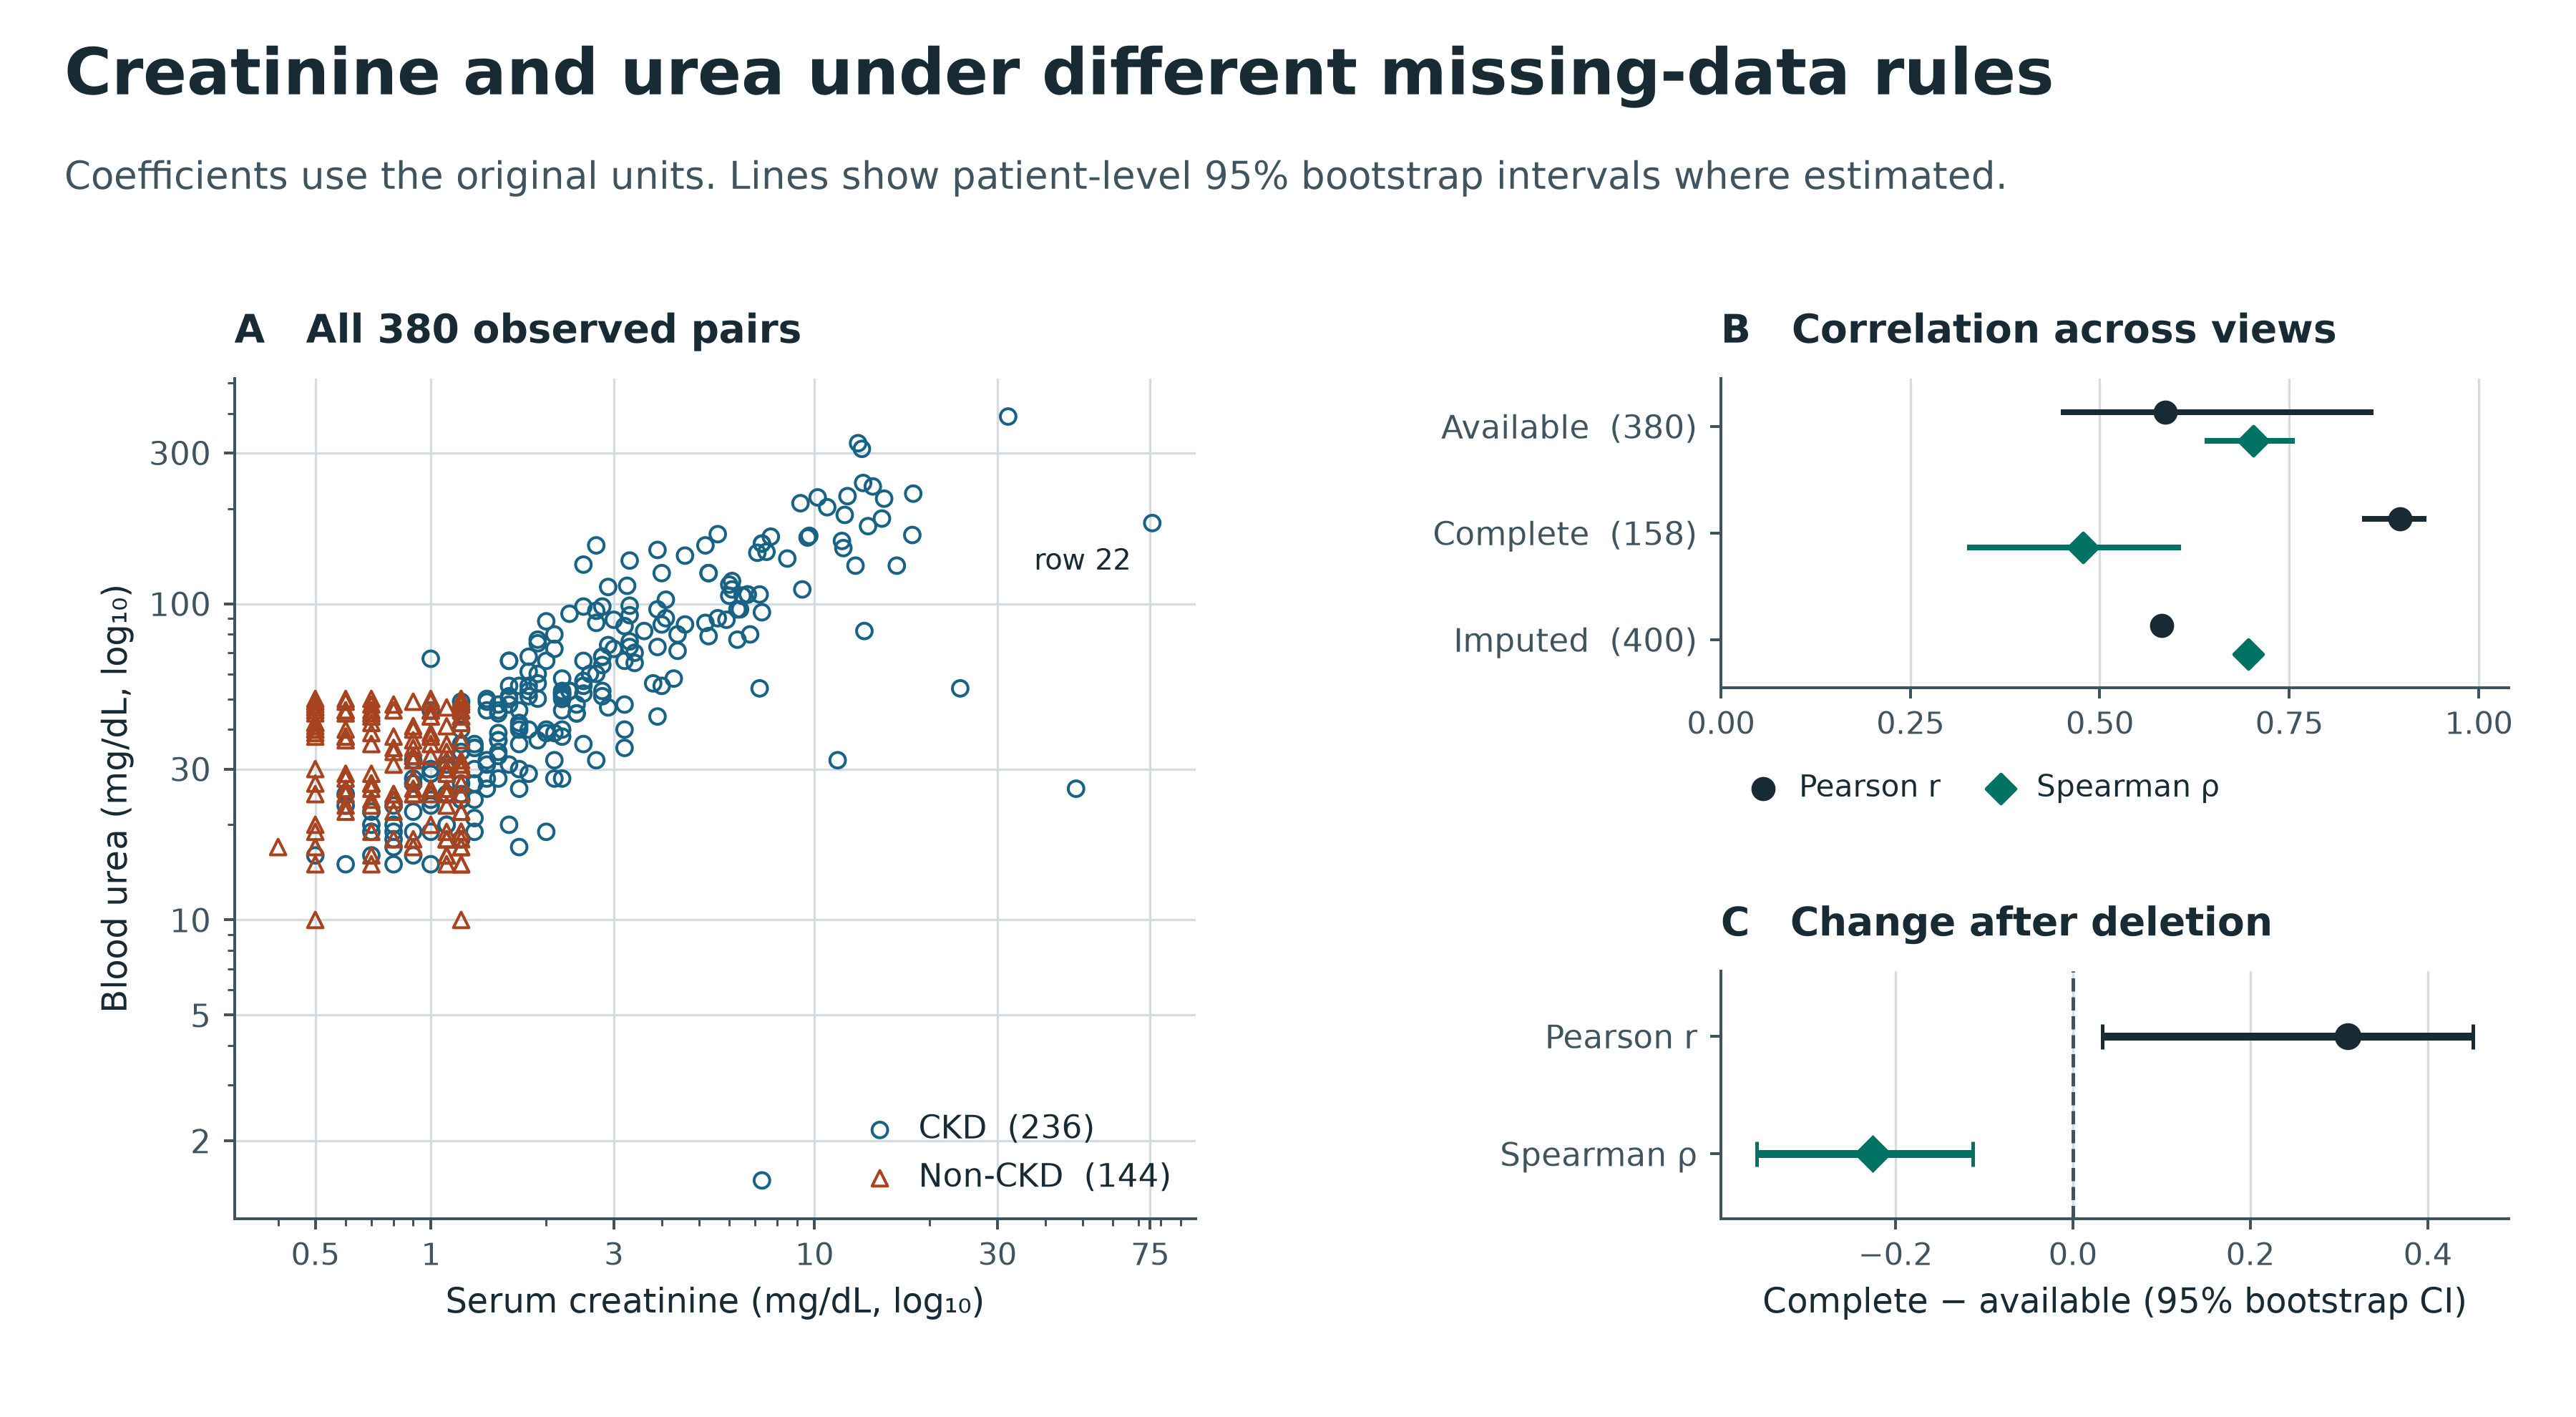 Creatinine and urea under different missing-data rules
Coefficients use the original units. Lines show patient-level 95% bootstrap intervals where estimated.
A All 380 observed pairs
Blood urea (mg/dL, log₁₀)
300
100
30
10
5
2
row 22
CKD (236)
Non-CKD (144)
0.5 1 3 10 30 75
Serum creatinine (mg/dL, log₁₀)
B Correlation across views
Available (380)
Complete (158)
Imputed (400)
0.00 0.25 0.50 0.75 1.00
Pearson r Spearman ρ
C Change after deletion
Pearson r
Spearman ρ
−0.2 0.0 0.2 0.4
Complete − available (95% bootstrap CI)